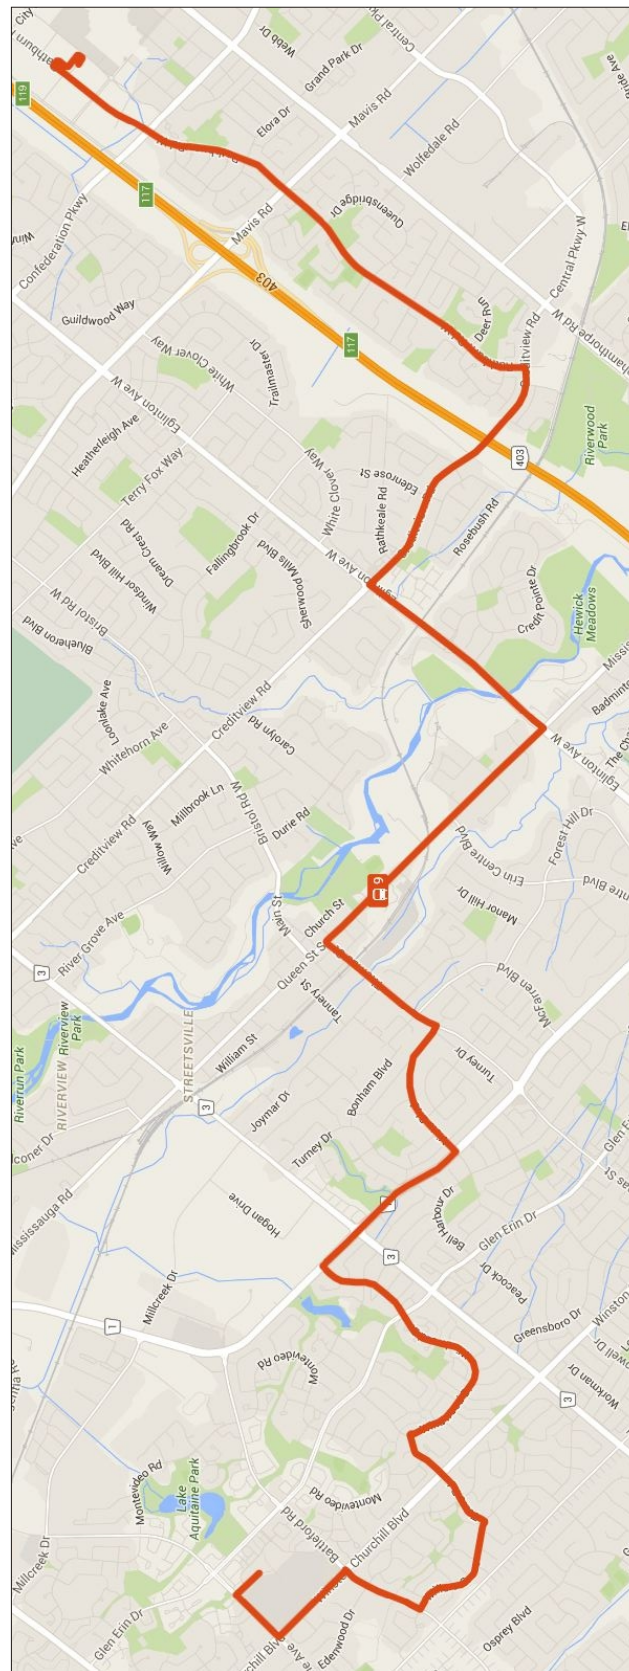 City
Rathburn
Webb Dr
Central Pk
Grand Park Dr
119
Elora Dr
Mavis Rd
Wolfedale Rd
117
Confederation Pkwy
Mavis Rd
Queensbridge Dr
403
Central Pkwy W
Guildwood Way
Deer Run
White Clover Way
Trailmaster Dr
117
Creditview Rd
Eglinton Ave W
Heatherleigh Ave
Terry Fox Way
403
Riverwood
Park
White Clover Way
Edenrose St
Rathkeale Rd
Rosebush Rd
Dream Crest Rd
Windsor Hill Blvd
Fallingbrook Dr
Sherwood Mills Blvd
Bristol Rd W
Blueheron Blvd
Eglinton Ave W
Credit Pointe Dr
Hewick
Meadows
Loonlake Ave
Creditview Rd
Whitehorn Ave
Carolyn Rd
Eglinton Ave W
Millbrook Ln
Bristol Rd W
Creditview Rd
Willow Way
Durie Rd
Forest Hill Dr
Erin Centre Blvd
9
Manor Hill Dr
Church St
Main St
River Grove Ave
Queen St S
3
McFarren Blvd
Tannery St
Riverrun Park
Riverview
Park
RIVERVIEW
STREETSVILLE
William St
Bonham Blvd
Turney Dr
3
Joymar Dr
Turney Dr
Mississauga Rd
Hogan Drive
Bell Harbour Dr
Glen Erin Dr
3
Peacock Dr
Millcreek Dr
1
Greensboro Dr
Winston
Montevideo Rd
Workman Dr
3
Montevideo Rd
Montevideo Rd
Lake
Aquitaine Park
Battleford Rd
Churchill Blvd
Millcreek Dr
Glen Erin Dr
Edenwood Dr
Osprey Blvd